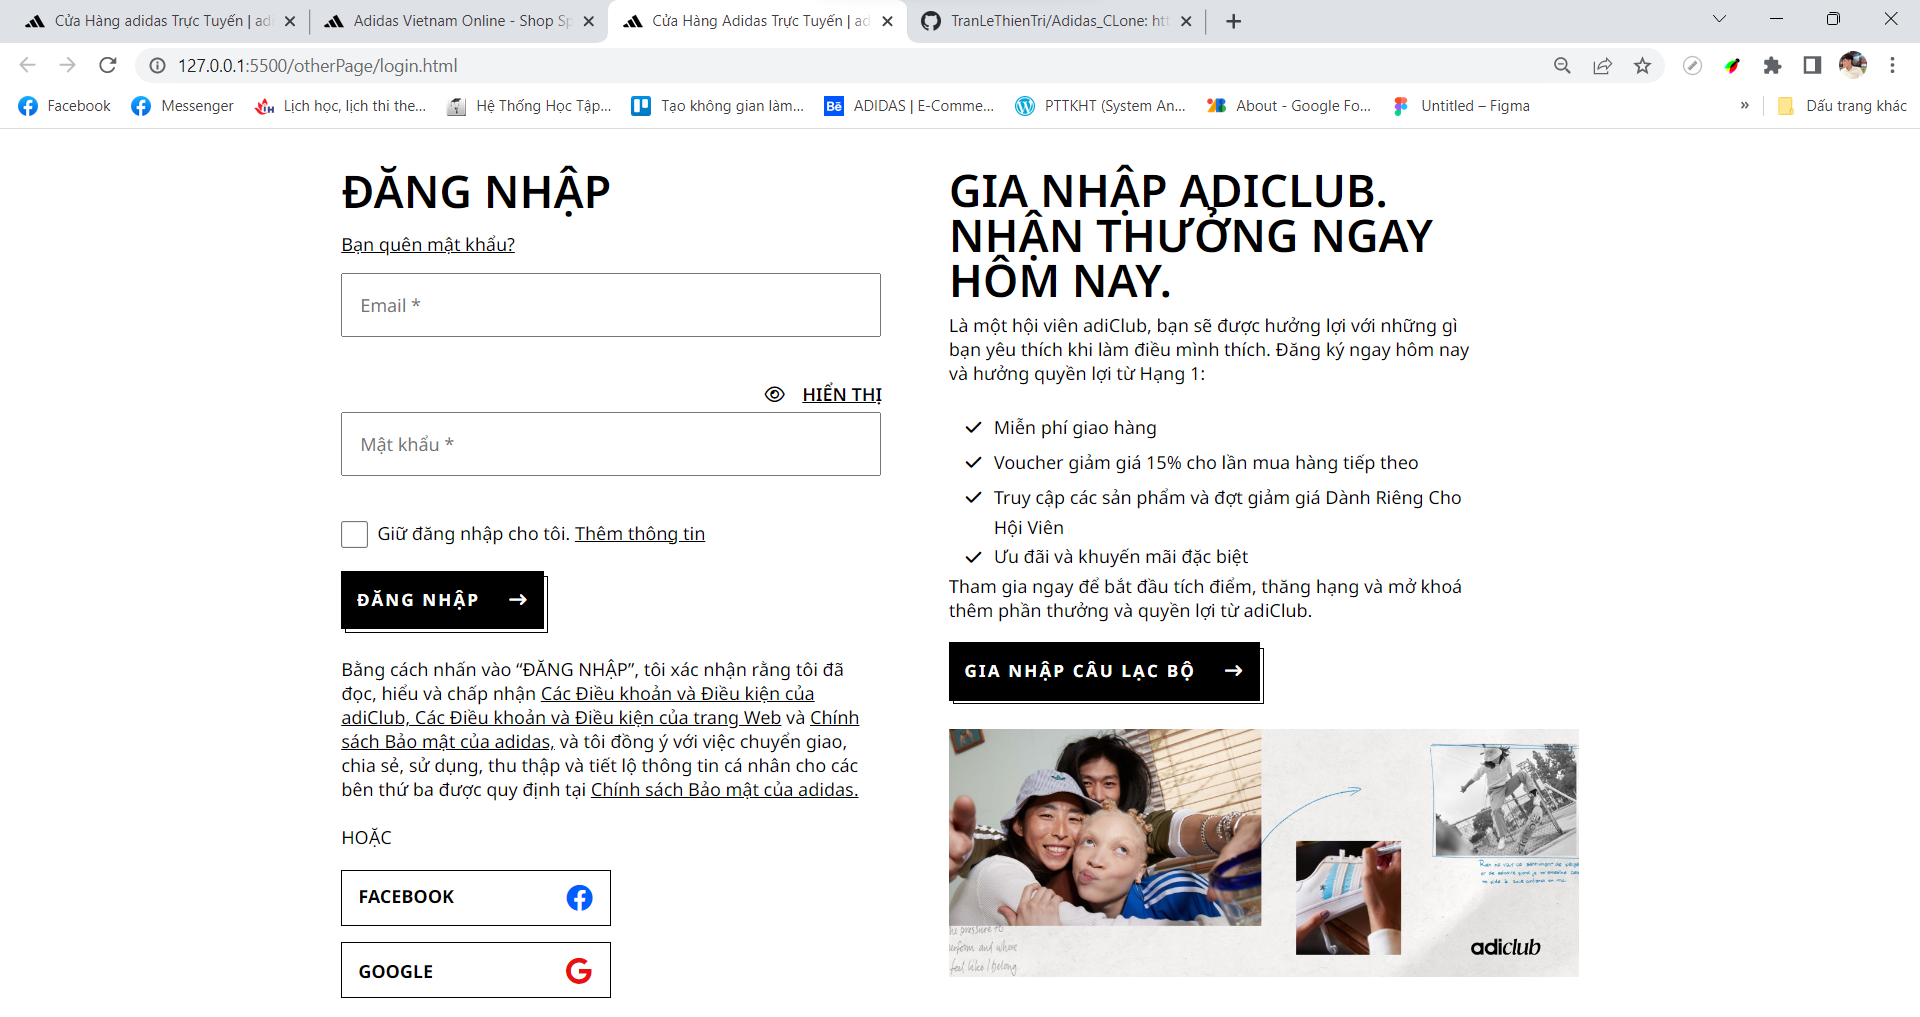 Cửa Hàng adidas Trực Tuyến | adi
Adidas Vietnam Online - Shop Sp
Cửa Hàng Adidas Trực Tuyến | ad
TranLeThienTri/Adidas_CLone: htt
127.0.0.1:5500/otherPage/login.html
Facebook
Messenger
Lịch học, lịch thi the...
Hệ Thống Học Tập...
Tạo không gian làm...
Bē
ADIDAS | E-Comme...
PTTKHT (System An...
About - Google Fo...
Untitled – Figma
»
Dấu trang khác
ĐĂNG NHẬP
Bạn quên mật khẩu?
Email *
HIỂN THỊ
Mật khẩu *
Giữ đăng nhập cho tôi. Thêm thông tin
ĐĂNG NHẬP
Bằng cách nhấn vào “ĐĂNG NHẬP”, tôi xác nhận rằng tôi đã
đọc, hiểu và chấp nhận Các Điều khoản và Điều kiện của
adiClub, Các Điều khoản và Điều kiện của trang Web và Chính
sách Bảo mật của adidas, và tôi đồng ý với việc chuyển giao,
chia sẻ, sử dụng, thu thập và tiết lộ thông tin cá nhân cho các
bên thứ ba được quy định tại Chính sách Bảo mật của adidas.
HOẶC
FACEBOOK
GOOGLE
GIA NHẬP ADICLUB.
NHẬN THƯỞNG NGAY
HÔM NAY.
Là một hội viên adiClub, bạn sẽ được hưởng lợi với những gì
bạn yêu thích khi làm điều mình thích. Đăng ký ngay hôm nay
và hưởng quyền lợi từ Hạng 1:
Miễn phí giao hàng
Voucher giảm giá 15% cho lần mua hàng tiếp theo
Truy cập các sản phẩm và đợt giảm giá Dành Riêng Cho
Hội Viên
Ưu đãi và khuyến mãi đặc biệt
Tham gia ngay để bắt đầu tích điểm, thăng hạng và mở khoá
thêm phần thưởng và quyền lợi từ adiClub.
GIA NHẬP CÂU LẠC BỘ
pressure to
and where
feel like I belong
adiclub